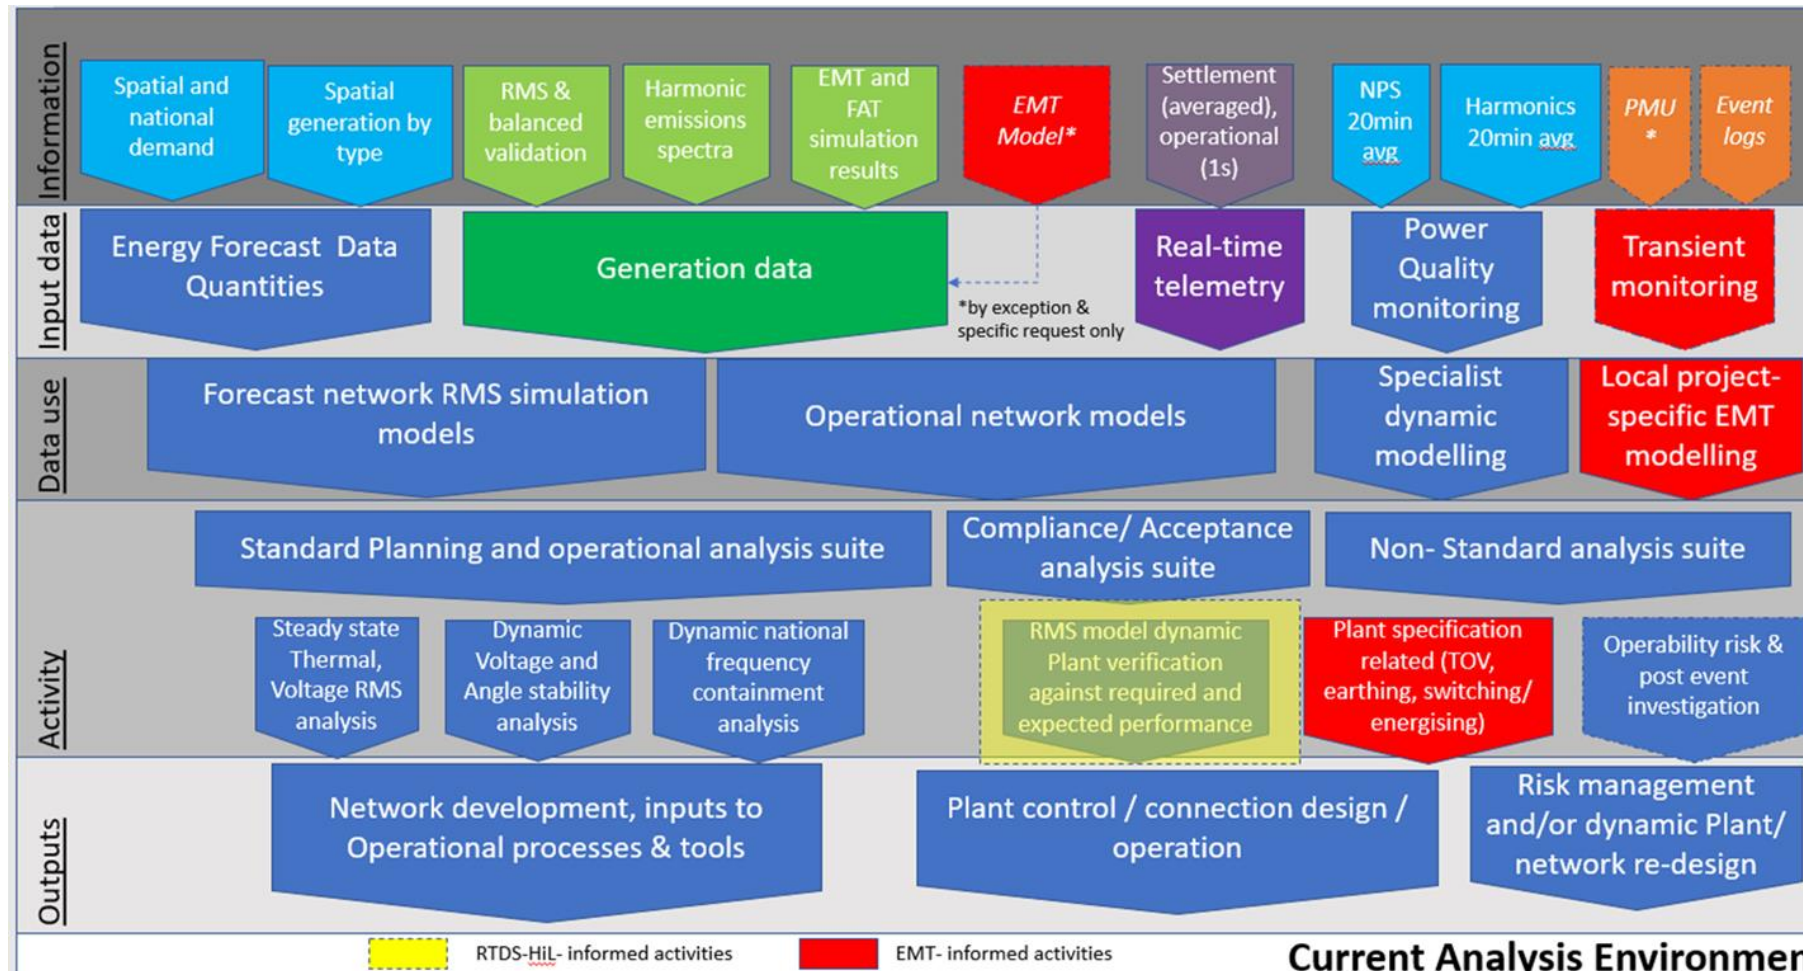 Information
Spatial and
national
demand
Spatial
generation by
type
RMS &
balanced
validation
Harmonic
emissions
spectra
EMT and
FAT
simulation
results
EMT
Model*
Settlement
(averaged),
operational
(1s)
NPS
20min
avg
Harmonics
20min avg
PMU
*
Event
logs
Input data
Energy Forecast Data
Quantities
Generation data
*by exception &
specific request only
Real-time
telemetry
Power
Quality
monitoring
Transient
monitoring
Data use
Forecast network RMS simulation
models
Operational network models
Specialist
dynamic
modelling
Local project-
specific EMT
modelling
Activity
Standard Planning and operational analysis suite
Compliance/ Acceptance
analysis suite
Non- Standard analysis suite
Steady state
Thermal,
Voltage RMS
analysis
Dynamic
Voltage and
Angle stability
analysis
Dynamic national
frequency
containment
analysis
RMS model dynamic
Plant verification
against required and
expected performance
Plant specification
related (TOV,
earthing, switching/
energising)
Operability risk &
post event
investigation
Outputs
Network development, inputs to
Operational processes & tools
Plant control / connection design /
operation
Risk management
and/or dynamic Plant/
network re-design
RTDS-HiL- informed activities
EMT- informed activities
Current Analysis Environmen